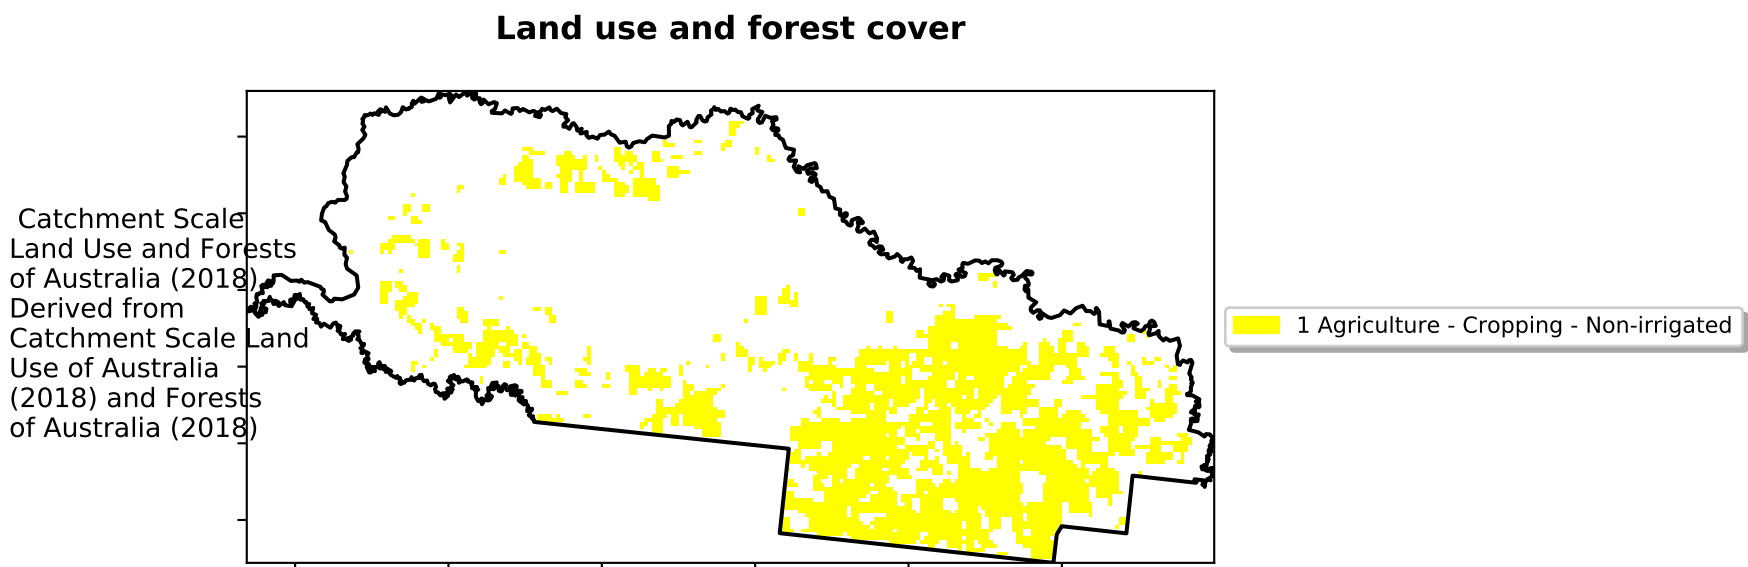 Land use and forest cover
Catchment Scale
Land Use and Forests
of Australia (2018)
Derived from
Catchment Scale Land
Use of Australia
(2018) and Forests
of Australia (2018)
1 Agriculture - Cropping - Non-irrigated